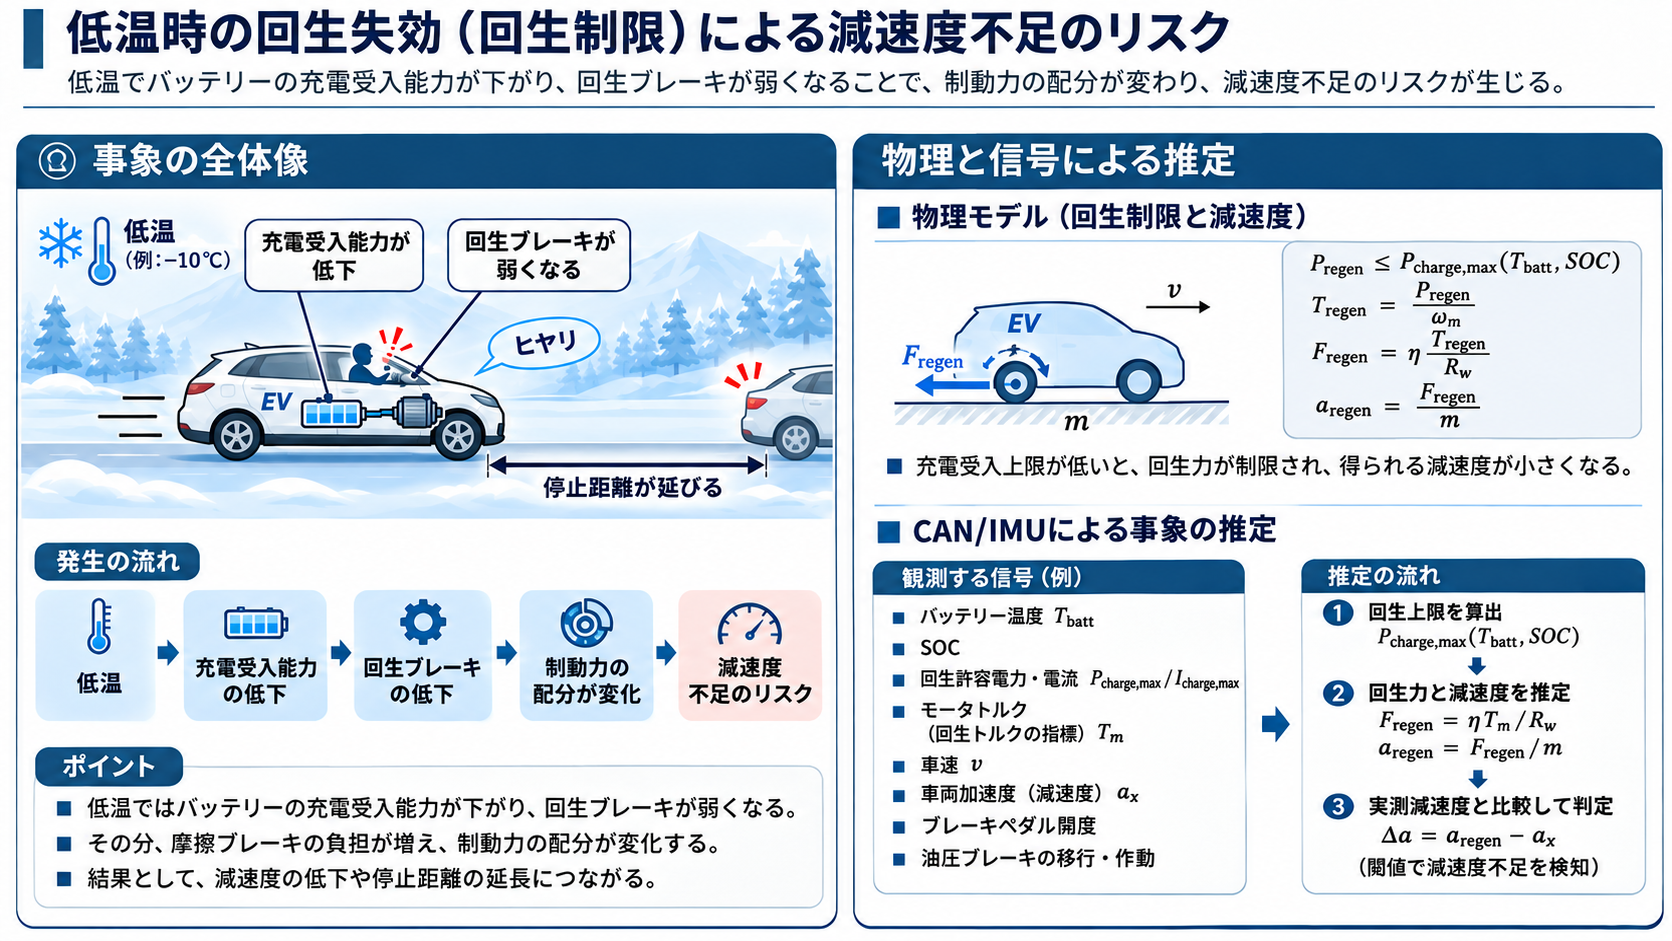 低温時の回生失効（回生制限）による減速度不足のリスク
低温でバッテリーの充電受入能力が下がり、回生ブレーキが弱くなることで、制動力の配分が変わり、減速度不足のリスクが生じる。
事象の全体像
低温
（例：−10℃）
充電受入能力が
低下
回生ブレーキが
弱くなる
ヒヤリ
EV
停止距離が延びる
発生の流れ
低温
充電受入能力
の低下
回生ブレーキ
の低下
制動力の
配分が変化
減速度
不足のリスク
ポイント
■ 低温ではバッテリーの充電受入能力が下がり、回生ブレーキが弱くなる。
■ その分、摩擦ブレーキの負担が増え、制動力の配分が変化する。
■ 結果として、減速度の低下や停止距離の延長につながる。
物理と信号による推定
■ 物理モデル（回生制限と減速度）
v
EV
F_regen
m
P_regen ≤ P_charge,max(T_batt, SOC)
T_regen = P_regen / ω_m
F_regen = η T_regen / R_w
a_regen = F_regen / m
■ 充電受入上限が低いと、回生力が制限され、得られる減速度が小さくなる。
■ CAN/IMUによる事象の推定
観測する信号（例）
■ バッテリー温度 T_batt
■ SOC
■ 回生許容電力・電流 P_charge,max / I_charge,max
■ モータトルク
（回生トルクの指標） T_m
■ 車速 v
■ 車両加速度（減速度） a_x
■ ブレーキペダル開度
■ 油圧ブレーキの移行・作動
推定の流れ
1 回生上限を算出
P_charge,max(T_batt, SOC)
2 回生力と減速度を推定
F_regen = η T_m / R_w
a_regen = F_regen / m
3 実測減速度と比較して判定
Δa = a_regen − a_x
（閾値で減速度不足を検知）